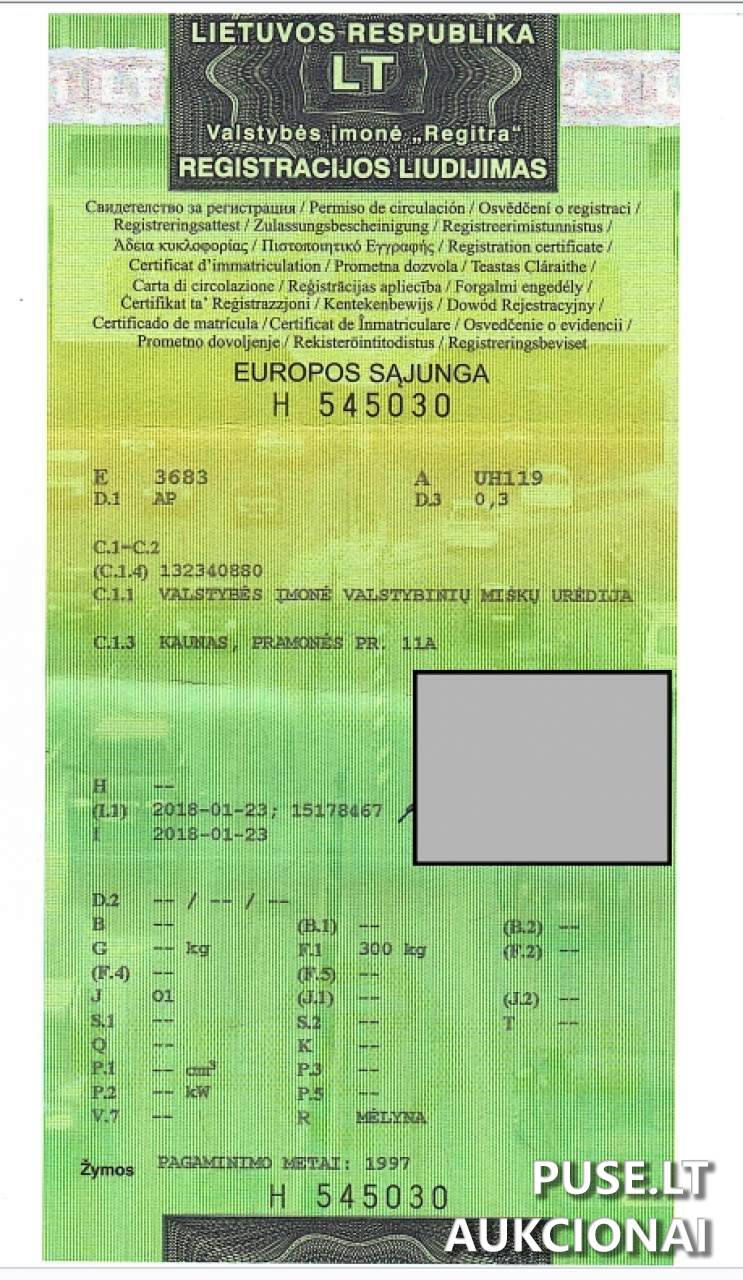 LIETUVOS RESPUBLIKA
LT
Valstybės įmonė „Regitra“
REGISTRACIJOS LIUDIJIMAS
Свидетелство за регистрация / Permiso de circulación / Osvědčení o registraci /
Registreringsattest / Zulassungsbescheinigung / Registreerimistunnistus /
Άδεια κυκλοφορίας / Πιστοποιητικό Εγγραφής / Registration certificate /
Certificat d'immatriculation / Prometna dozvola / Teastas Cláraithe /
Carta di circolazione / Reģistrācijas apliecība / Forgalmi engedély /
Ċertifikat ta' Reġistrazzjoni / Kentekenbewijs / Dowód Rejestracyjny /
Certificado de matrícula / Certificat de Înmatriculare / Osvedčenie o evidencii /
Prometno dovoljenje / Rekisteröintitodistus / Registreringsbeviset
EUROPOS SĄJUNGA
H 545030
E 3683 A UH119
D.1 AP D.3 0,3
C.1-C.2
(C.1.4) 132340880
C.1.1 VALSTYBĖS ĮMONĖ VALSTYBINIŲ MIŠKŲ URĖDIJA
C.1.3 KAUNAS, PRAMONĖS PR. 11A
H --
(I.1) 2018-01-23; 15178467
I 2018-01-23
D.2 -- / -- / --
B -- (B.1) -- (B.2) --
G -- kg F.1 300 kg (F.2) --
(F.4) -- (F.5) --
J 01 (J.1) -- (J.2) --
S.1 -- S.2 -- T --
Q -- K --
P.1 -- cm³ P.3 --
P.2 -- kW P.5 --
V.7 -- R MĖLYNA
Žymos PAGAMINIMO METAI: 1997
H 545030
PUSE.LT
AUKCIONAI